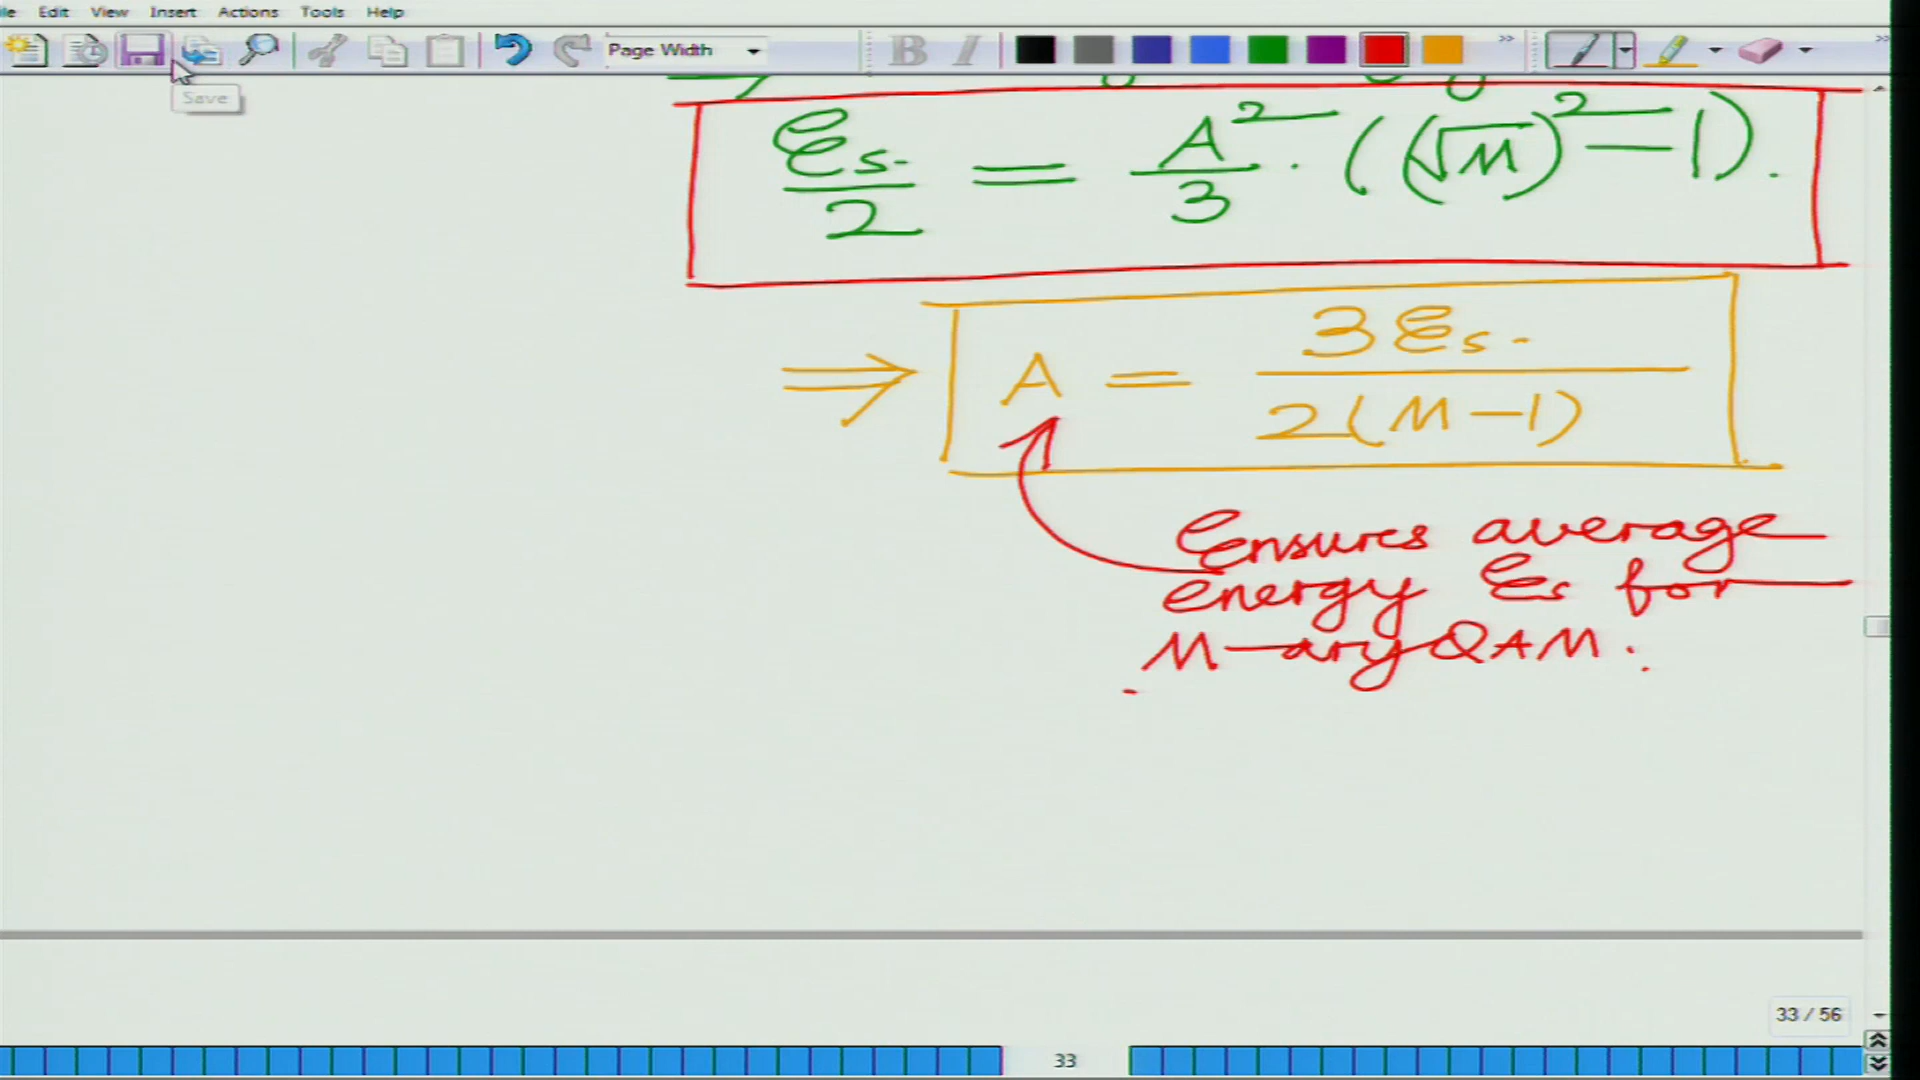 Edit View Insert Actions Tools Help
Page Width
B I
Save
Es/2 = A²/3 · ((√M)² − 1).
⇒ A = 3Es / 2(M − 1)
Ensures average
energy Es for
M-ary QAM.
33 / 56
33